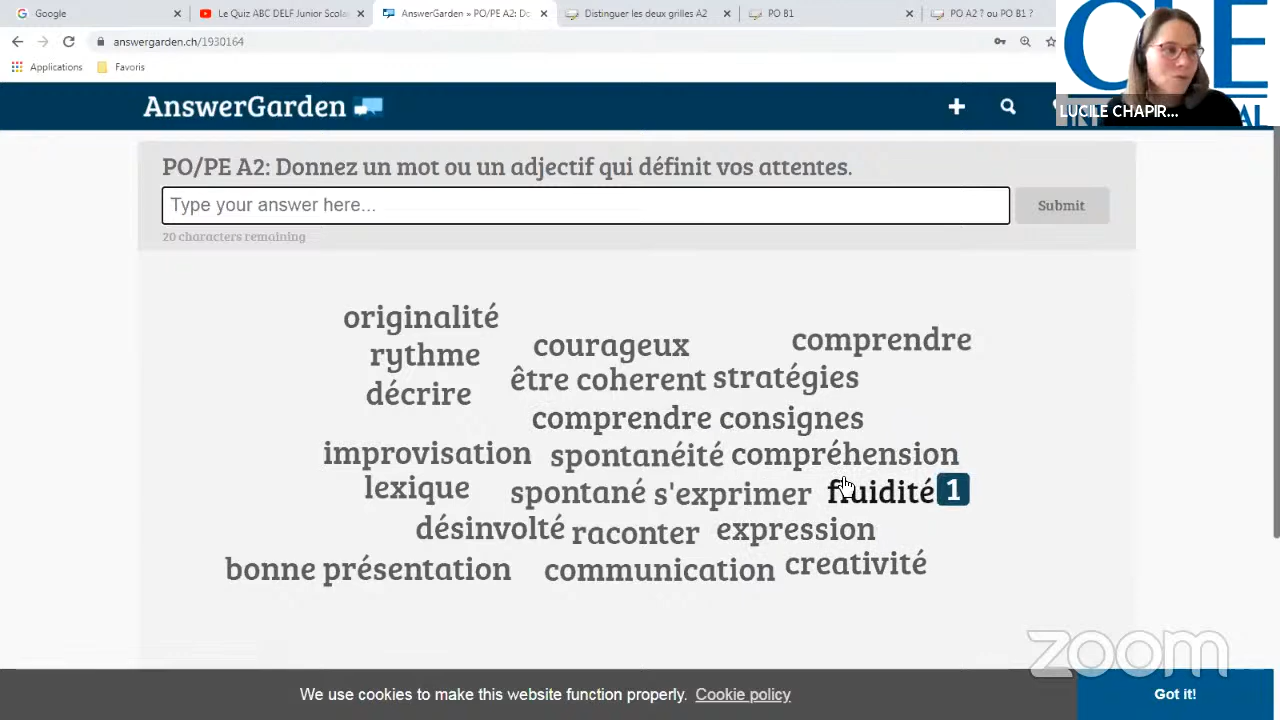 Google
Le Quiz ABC DELF Junior Scola
AnswerGarden » PO/PE A2: Do
Distinguer les deux grilles A2
PO B1
PO A2 ? ou PO B1 ?
answergarden.ch/1930164
Applications
Favoris
LUCILE CHAPIR...
AnswerGarden
PO/PE A2: Donnez un mot ou un adjectif qui définit vos attentes.
Type your answer here...
Submit
20 characters remaining
originalité
courageux
comprendre
rythme
être coherent
stratégies
décrire
comprendre consignes
improvisation
spontanéité
compréhension
lexique
spontané
s'exprimer
fluidité 1
désinvolté
raconter
expression
bonne présentation
communication
creativité
zoom
We use cookies to make this website function properly. Cookie policy
Got it!